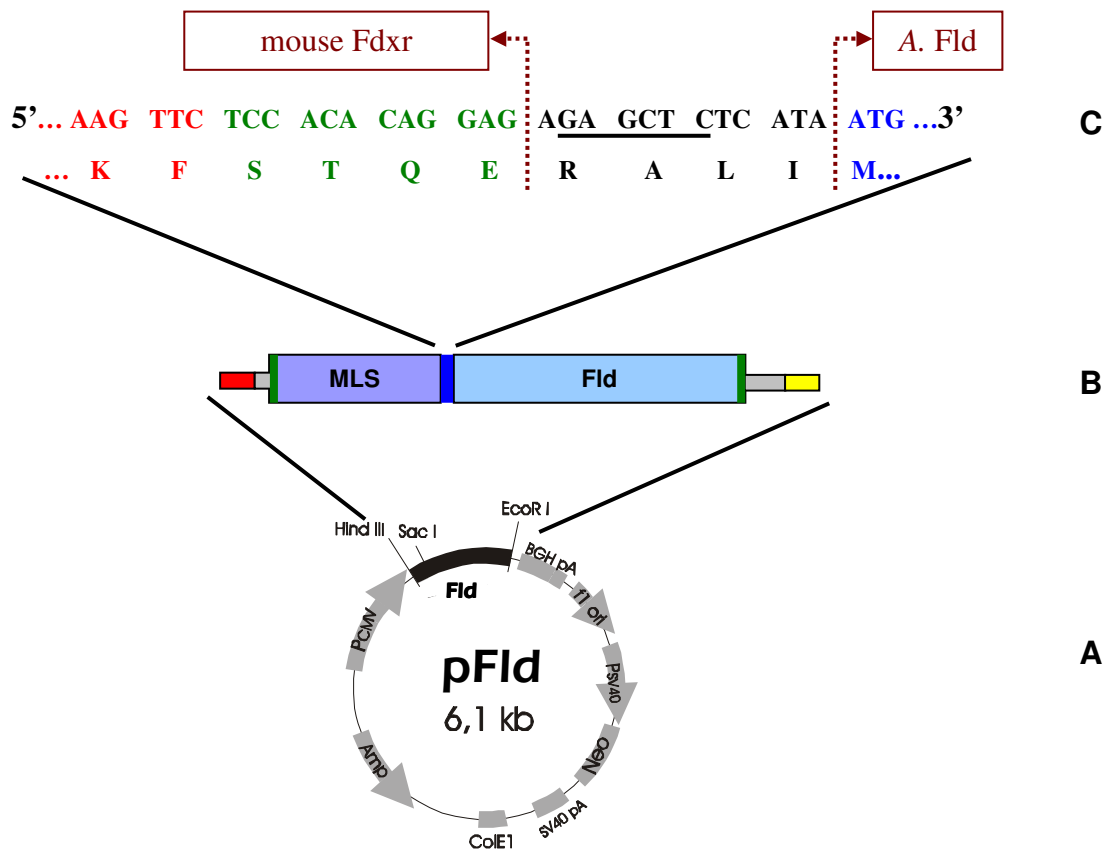 mouse Fdxr
A. Fld
5’... AAG TTC TCC ACA CAG GAG AGA GCT CTC ATA ATG ...3’
C
... K F S T Q E R A L I M...
MLS
Fld
B
EcoR I
Hind III
Sac I
BGH pA
Fld
f1 ori
PCMV
pFld
PSV40
A
6,1 kb
Neo
Amp
SV40 pA
ColE1